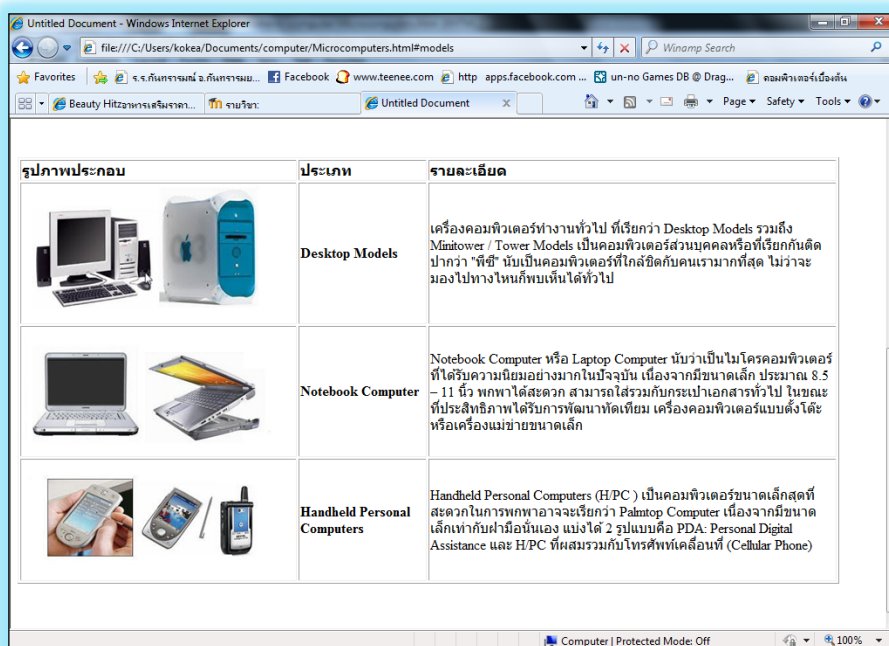 Untitled Document - Windows Internet Explorer
file:///C:/Users/kokea/Documents/computer/Microcomputers.html#models
Winamp Search
Favorites
ร.ร.กันทรารมณ์ อ.กันทรารมย...
Facebook
www.teenee.com
http apps.facebook.com ...
un-no Games DB @ Drag...
คอมพิวเตอร์เบื้องต้น
Beauty Hitzอาหารเสริมราคา...
รายวิชา:
Untitled Document
Page
Safety
Tools
รูปภาพประกอบ
ประเภท
รายละเอียด
Desktop Models
เครื่องคอมพิวเตอร์ทำงานทั่วไป ที่เรียกว่า Desktop Models รวมถึง
Minitower / Tower Models เป็นคอมพิวเตอร์ส่วนบุคคลหรือที่เรียกกันติด
ปากว่า "พีซี" นับเป็นคอมพิวเตอร์ที่ใกล้ชิดกับคนเรามากที่สุด ไม่ว่าจะ
มองไปทางไหนก็พบเห็นได้ทั่วไป
Notebook Computer
Notebook Computer หรือ Laptop Computer นับว่าเป็นไมโครคอมพิวเตอร์
ที่ได้รับความนิยมอย่างมากในปัจจุบัน เนื่องจากมีขนาดเล็ก ประมาณ 8.5
– 11 นิ้ว พกพาได้สะดวก สามารถใส่รวมกับกระเป๋าเอกสารทั่วไป ในขณะ
ที่ประสิทธิภาพได้รับการพัฒนาทัดเทียม เครื่องคอมพิวเตอร์แบบตั้งโต๊ะ
หรือเครื่องแม่ข่ายขนาดเล็ก
Handheld Personal
Computers
Handheld Personal Computers (H/PC ) เป็นคอมพิวเตอร์ขนาดเล็กสุดที่
สะดวกในการพกพาอาจจะเรียกว่า Palmtop Computer เนื่องจากมีขนาด
เล็กเท่ากับฝ่ามือนั่นเอง แบ่งได้ 2 รูปแบบคือ PDA: Personal Digital
Assistance และ H/PC ที่ผสมรวมกับโทรศัพท์เคลื่อนที่ (Cellular Phone)
Computer | Protected Mode: Off
100%